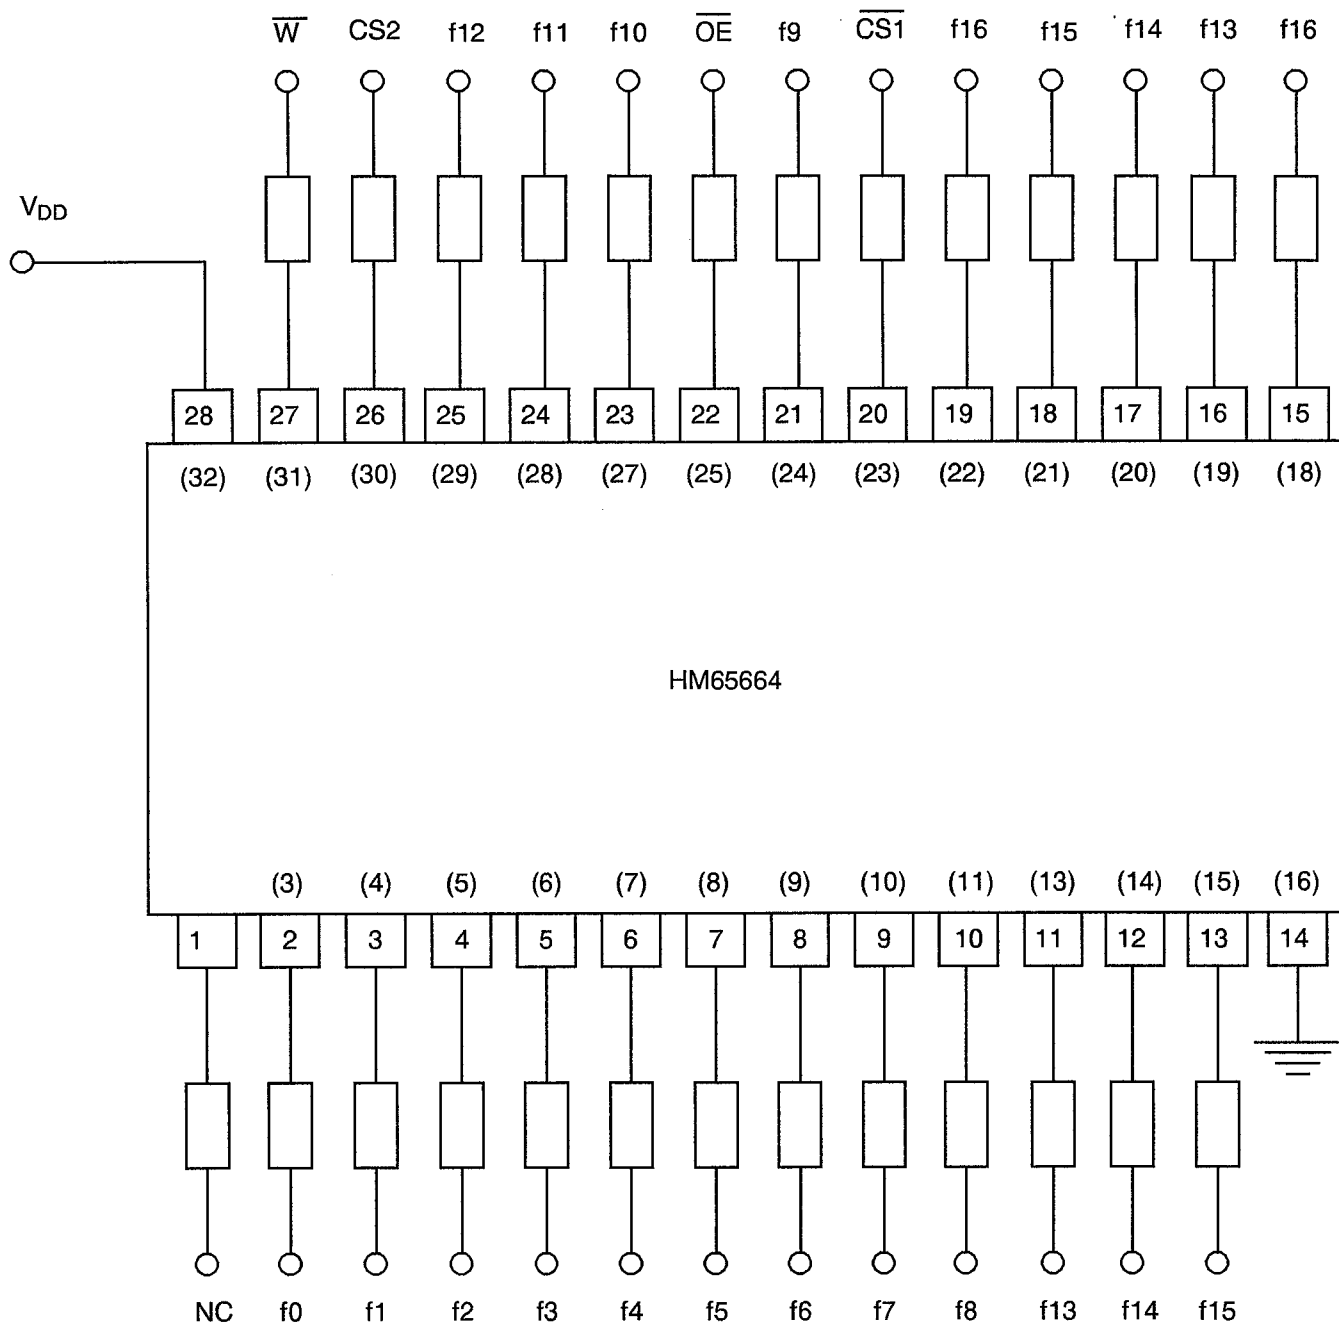 W CS2 f12 f11 f10 OE f9 CS1 f16 f15 f14 f13 f16
VDD
28 27 26 25 24 23 22 21 20 19 18 17 16 15
(32) (31) (30) (29) (28) (27) (25) (24) (23) (22) (21) (20) (19) (18)
HM65664
(3) (4) (5) (6) (7) (8) (9) (10) (11) (13) (14) (15) (16)
1 2 3 4 5 6 7 8 9 10 11 12 13 14
NC f0 f1 f2 f3 f4 f5 f6 f7 f8 f13 f14 f15